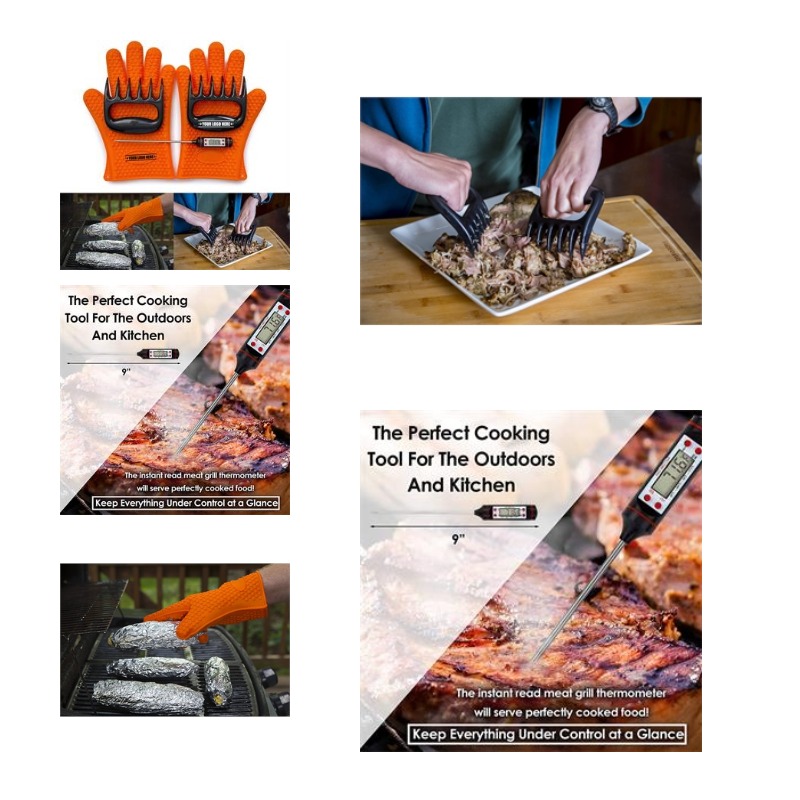 YOUR LOGO HERE
YOUR LOGO HERE
The Perfect Cooking
Tool For The Outdoors
And Kitchen
9"
The instant read meat grill thermometer
will serve perfectly cooked food!
Keep Everything Under Control at a Glance
The Perfect Cooking
Tool For The Outdoors
And Kitchen
9"
71.6
The instant read meat grill thermometer
will serve perfectly cooked food!
Keep Everything Under Control at a Glance